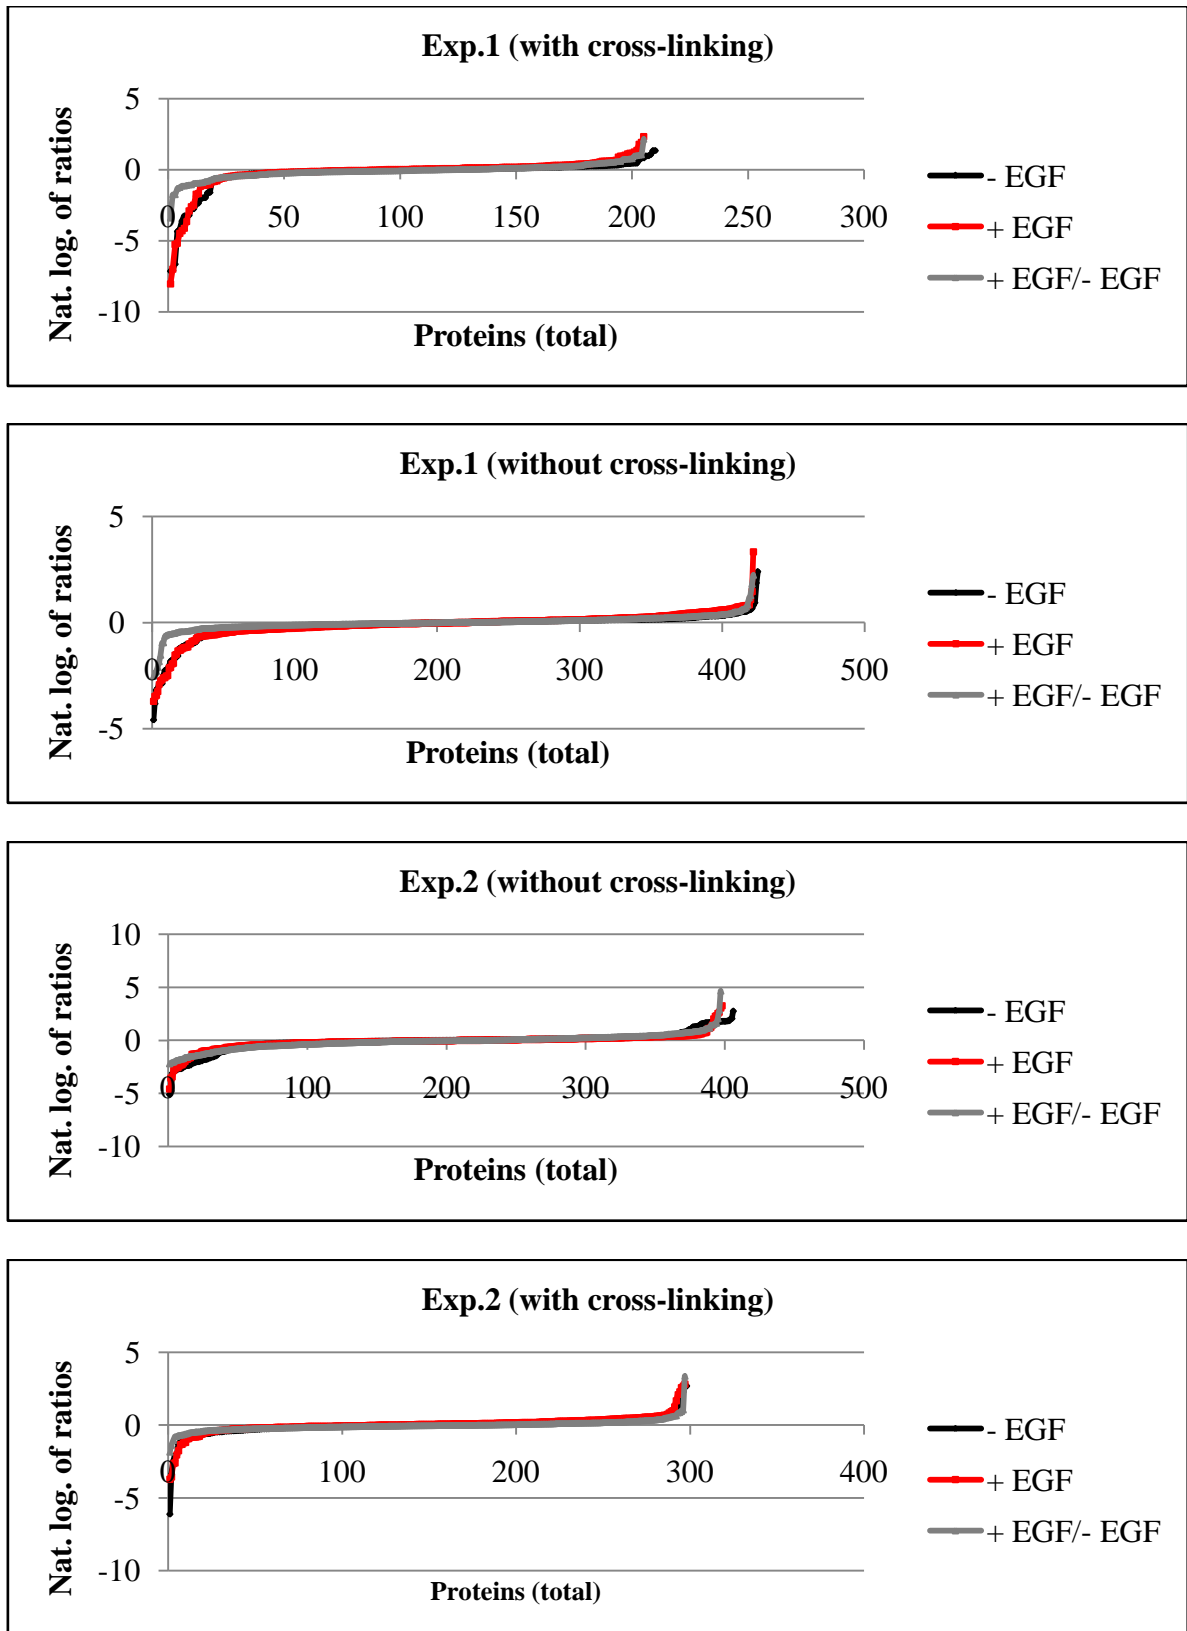 Exp.1 (with cross-linking)
Nat. log. of ratios
5
0
-5
-10
0 50 100 150 200 250 300
Proteins (total)
- EGF
+ EGF
+ EGF/- EGF
Exp.1 (without cross-linking)
Nat. log. of ratios
5
0
-5
0 100 200 300 400 500
Proteins (total)
- EGF
+ EGF
+ EGF/- EGF
Exp.2 (without cross-linking)
Nat. log. of ratios
10
5
0
-5
-10
0 100 200 300 400 500
Proteins (total)
- EGF
+ EGF
+ EGF/- EGF
Exp.2 (with cross-linking)
Nat. log. of ratios
5
0
-5
-10
0 100 200 300 400
Proteins (total)
- EGF
+ EGF
+ EGF/- EGF